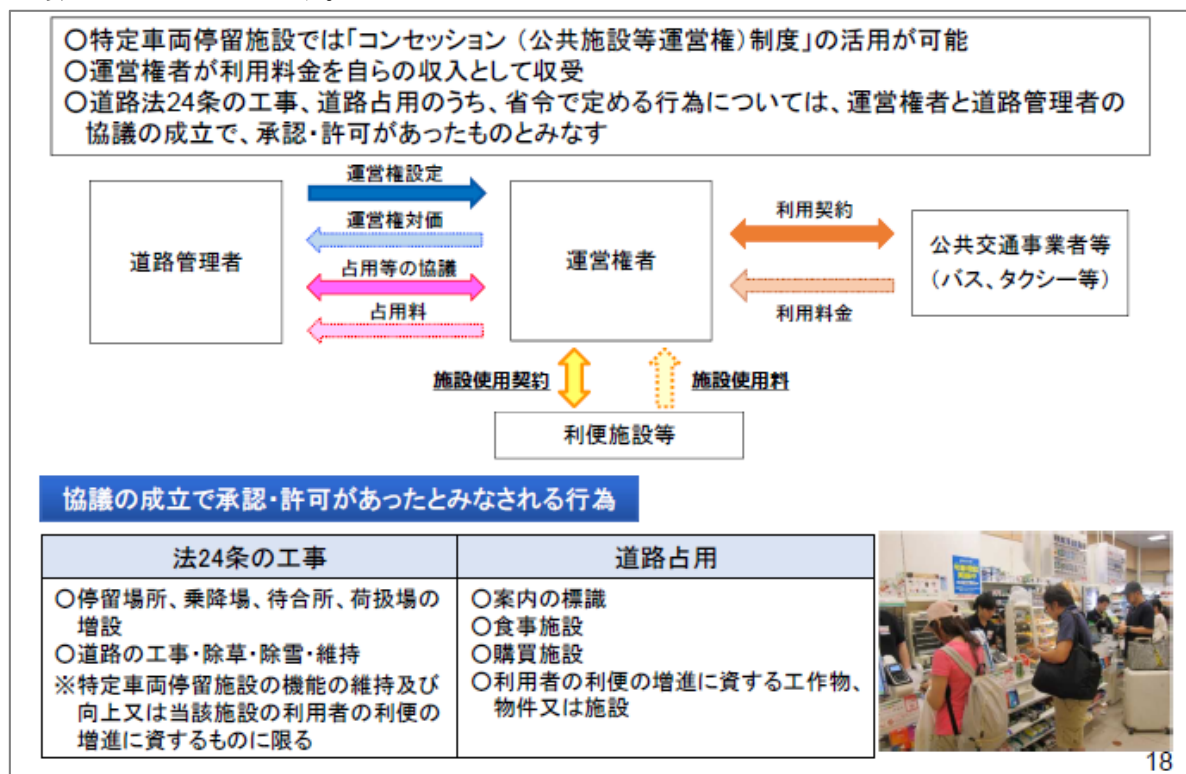 〇特定車両停留施設では「コンセッション（公共施設等運営権）制度」の活用が可能
〇運営権者が利用料金を自らの収入として収受
〇道路法24条の工事、道路占用のうち、省令で定める行為については、運営権者と道路管理者の
協議の成立で、承認・許可があったものとみなす
運営権設定
運営権対価
占用等の協議
占用料
道路管理者
運営権者
利用契約
利用料金
公共交通事業者等
（バス、タクシー等）
施設使用契約
施設使用料
利便施設等
協議の成立で承認・許可があったとみなされる行為
法24条の工事
〇停留場所、乗降場、待合所、荷扱場の
増設
〇道路の工事・除草・除雪・維持
※特定車両停留施設の機能の維持及び
向上又は当該施設の利用者の利便の
増進に資するものに限る
道路占用
〇案内の標識
〇食事施設
〇購買施設
〇利用者の利便の増進に資する工作物、
物件又は施設
18